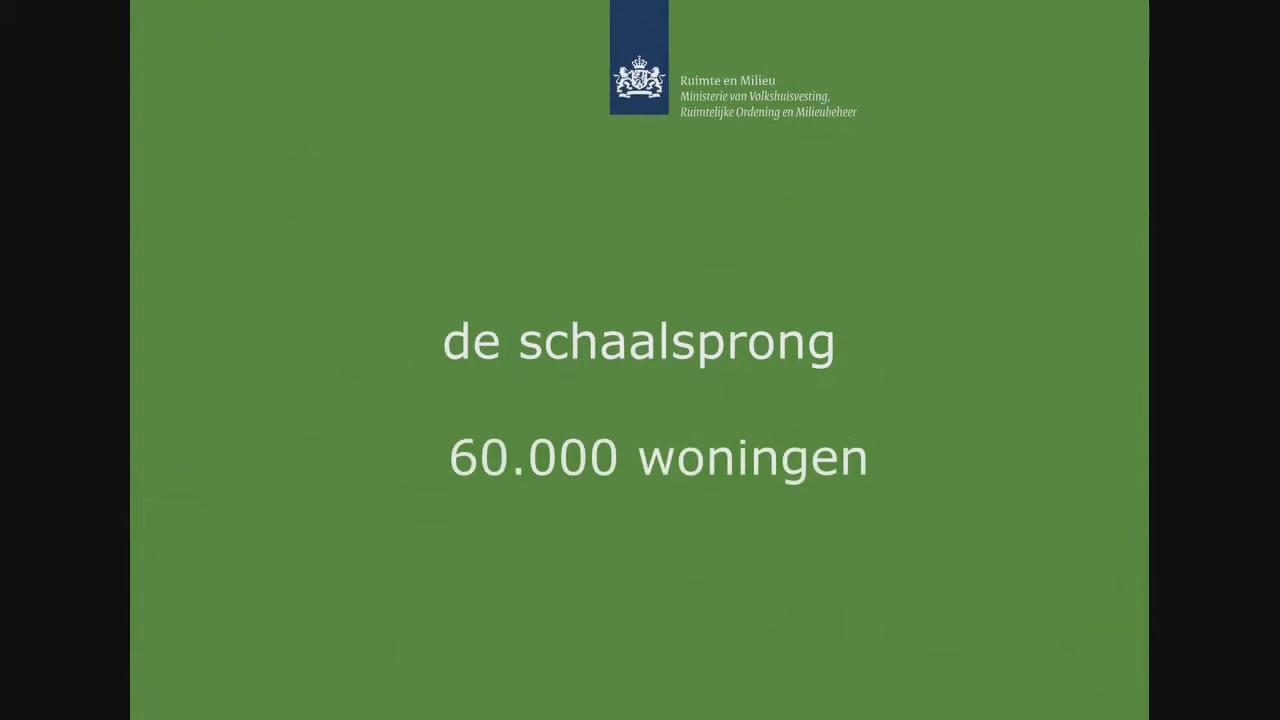 Ruimte en Milieu
Ministerie van Volkshuisvesting,
Ruimtelijke Ordening en Milieubeheer
de schaalsprong
60.000 woningen